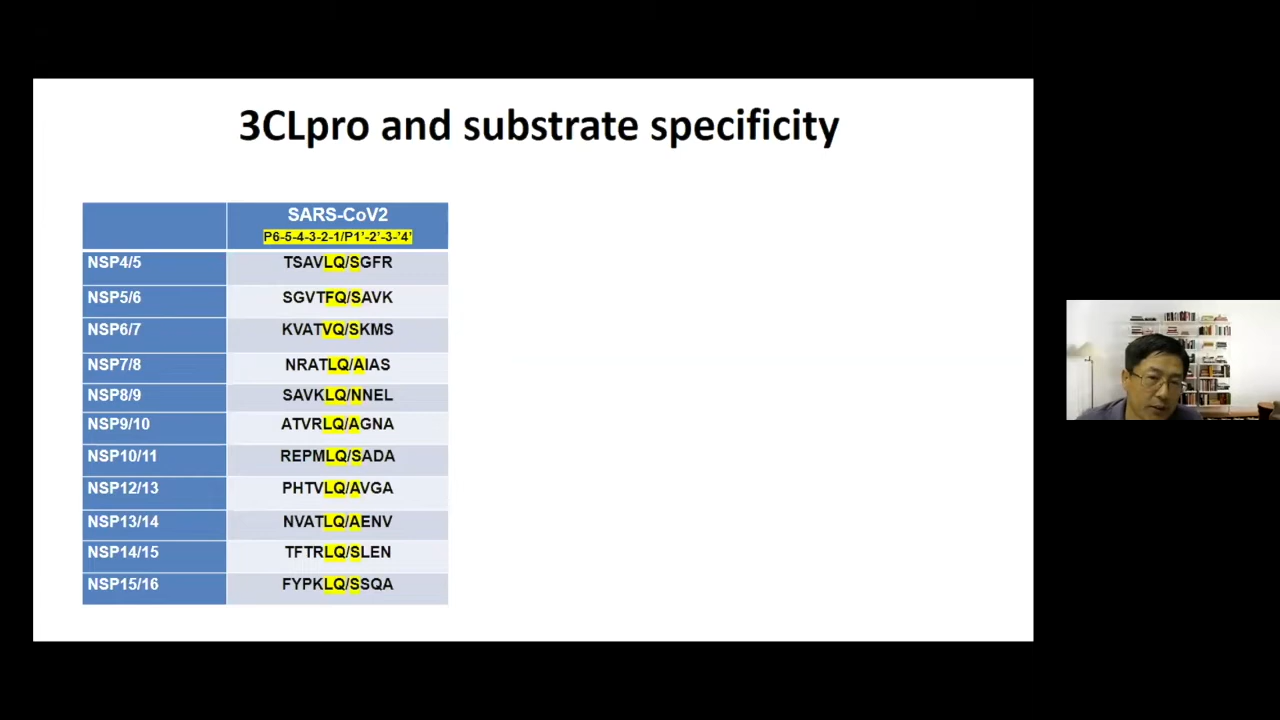 3CLpro and substrate specificity
SARS-CoV2
P6-5-4-3-2-1/P1'-2'-3-'4'
NSP4/5 TSAVLQ/SGFR
NSP5/6 SGVTFQ/SAVK
NSP6/7 KVATVQ/SKMS
NSP7/8 NRATLQ/AIAS
NSP8/9 SAVKLQ/NNEL
NSP9/10 ATVRLQ/AGNA
NSP10/11 REPMLQ/SADA
NSP12/13 PHTVLQ/AVGA
NSP13/14 NVATLQ/AENV
NSP14/15 TFTRLQ/SLEN
NSP15/16 FYPKLQ/SSQA